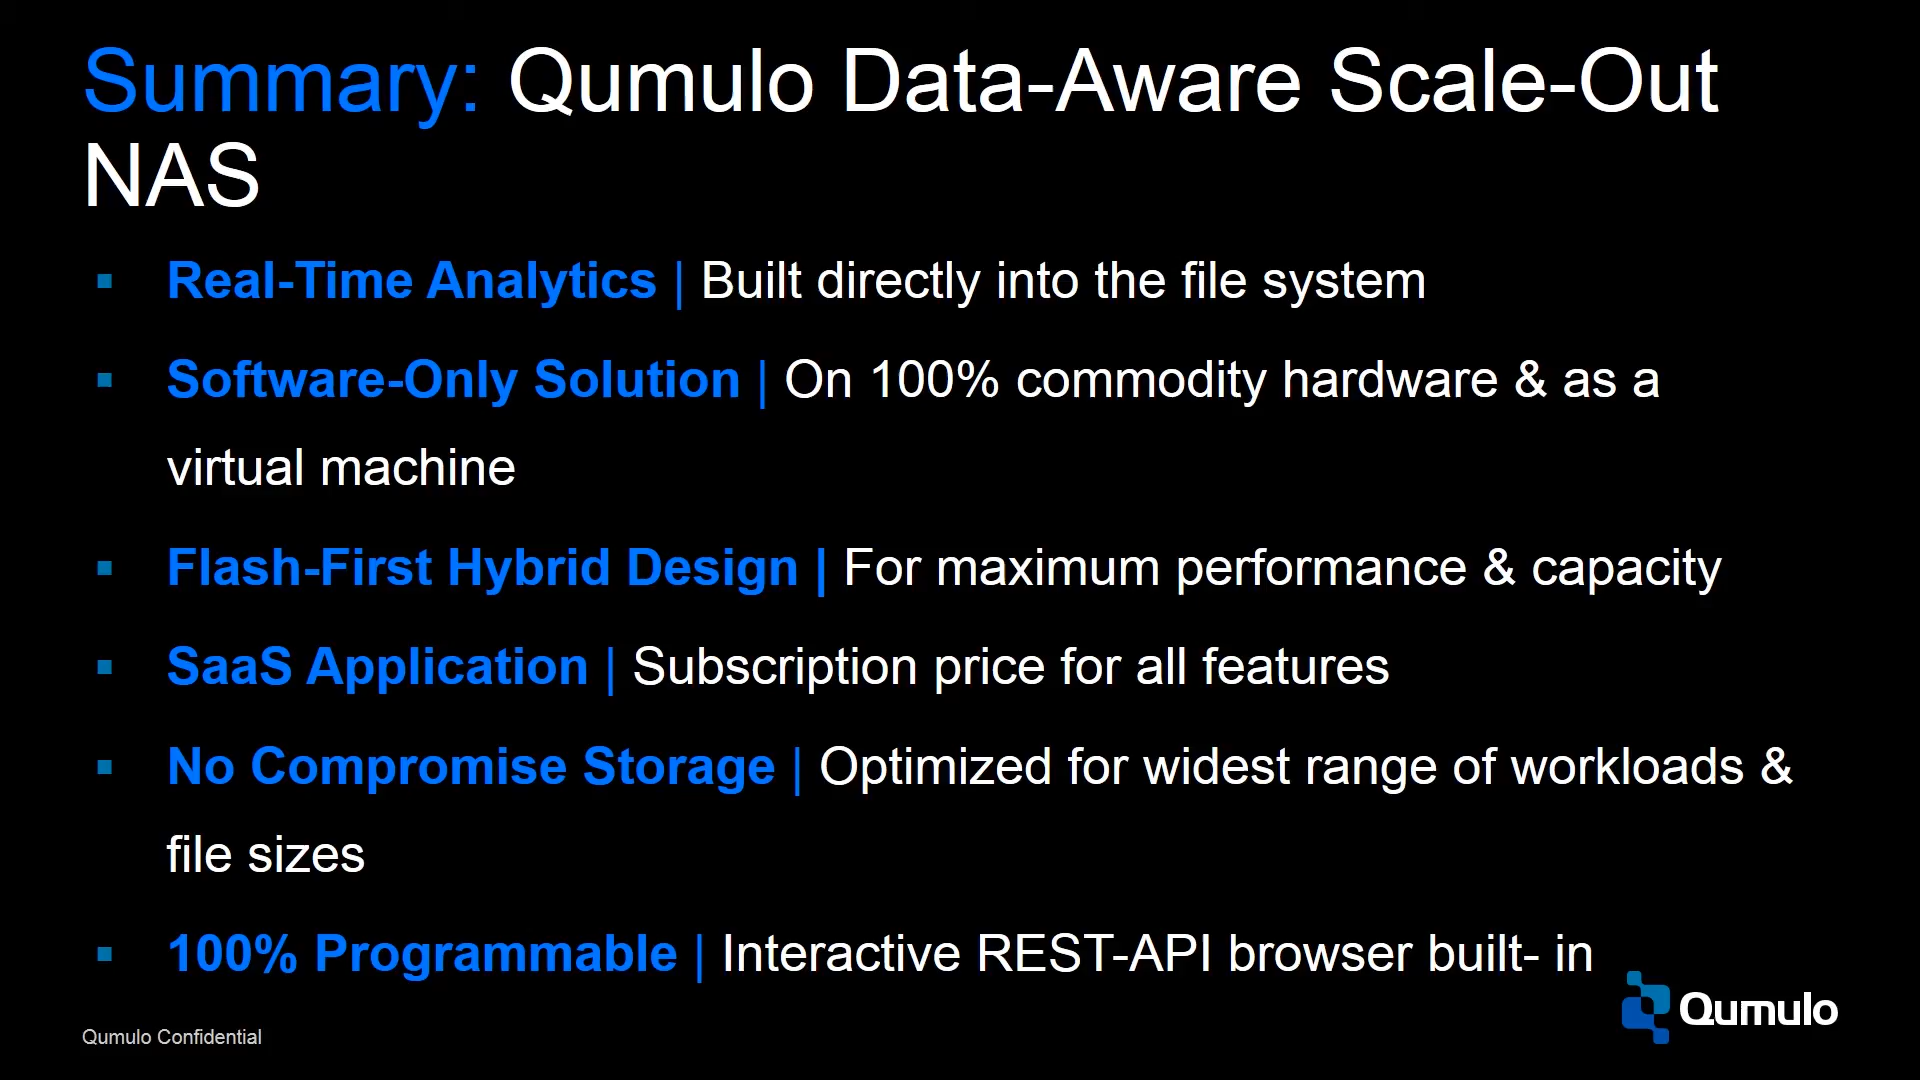 Summary: Qumulo Data-Aware Scale-Out
NAS
▪ Real-Time Analytics | Built directly into the file system
▪ Software-Only Solution | On 100% commodity hardware & as a
virtual machine
▪ Flash-First Hybrid Design | For maximum performance & capacity
▪ SaaS Application | Subscription price for all features
▪ No Compromise Storage | Optimized for widest range of workloads &
file sizes
▪ 100% Programmable | Interactive REST-API browser built- in
Qumulo
Qumulo Confidential